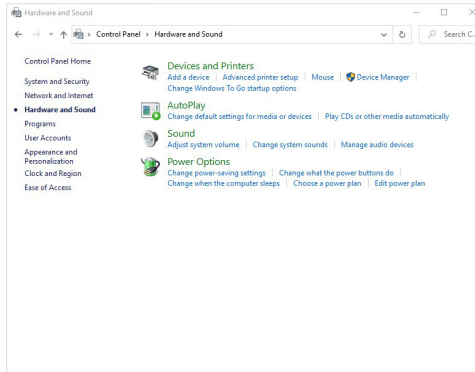 Hardware and Sound
Control Panel › Hardware and Sound
Search C
Control Panel Home
System and Security
Network and Internet
Hardware and Sound
Programs
User Accounts
Appearance and
Personalization
Clock and Region
Ease of Access
Devices and Printers
Add a device | Advanced printer setup | Mouse | Device Manager |
Change Windows To Go startup options
AutoPlay
Change default settings for media or devices | Play CDs or other media automatically
Sound
Adjust system volume | Change system sounds | Manage audio devices
Power Options
Change power-saving settings | Change what the power buttons do |
Change when the computer sleeps | Choose a power plan | Edit power plan